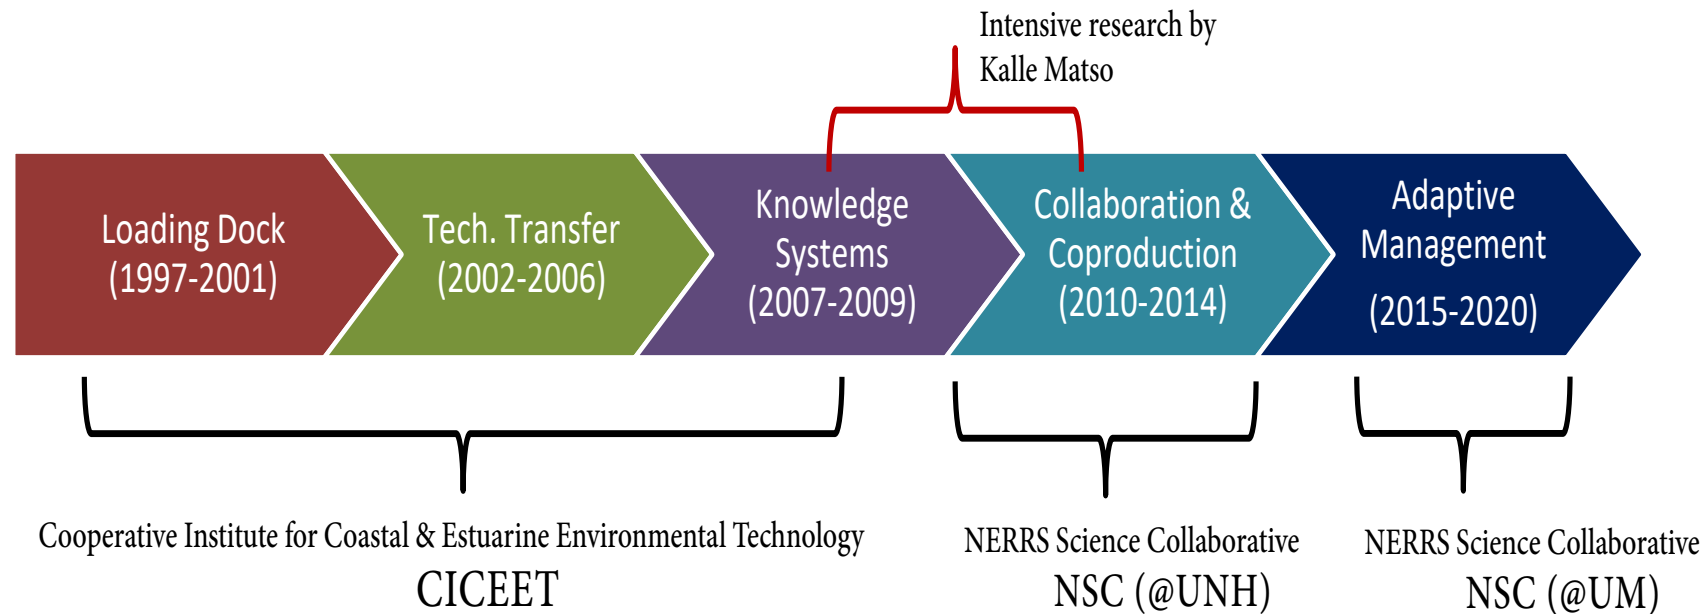 Intensive research by
Kalle Matso
Loading Dock
(1997-2001)
Tech. Transfer
(2002-2006)
Knowledge
Systems
(2007-2009)
Collaboration &
Coproduction
(2010-2014)
Adaptive
Management
(2015-2020)
Cooperative Institute for Coastal & Estuarine Environmental Technology
CICEET
NERRS Science Collaborative
NSC (@UNH)
NERRS Science Collaborative
NSC (@UM)